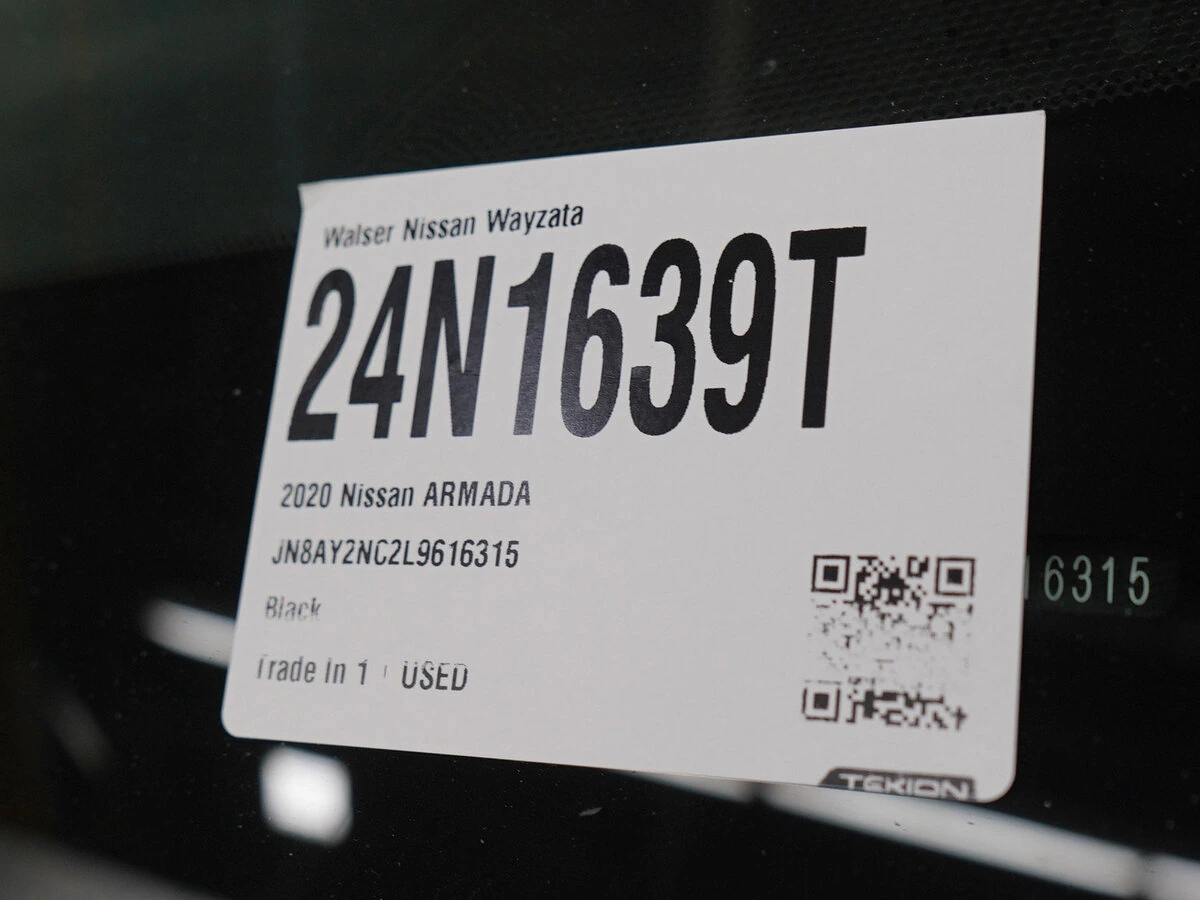 Walser Nissan Wayzata
24N1639T
2020 Nissan ARMADA
JN8AY2NC2L9616315
Black
Trade In 1 | USED
16315
TEKION